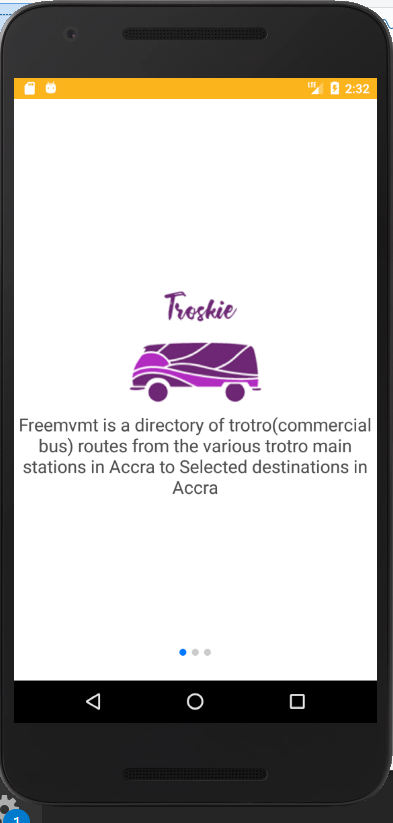 LTE 2:32
Troskie
Freemvmt is a directory of trotro(commercial
bus) routes from the various trotro main
stations in Accra to Selected destinations in
Accra
1